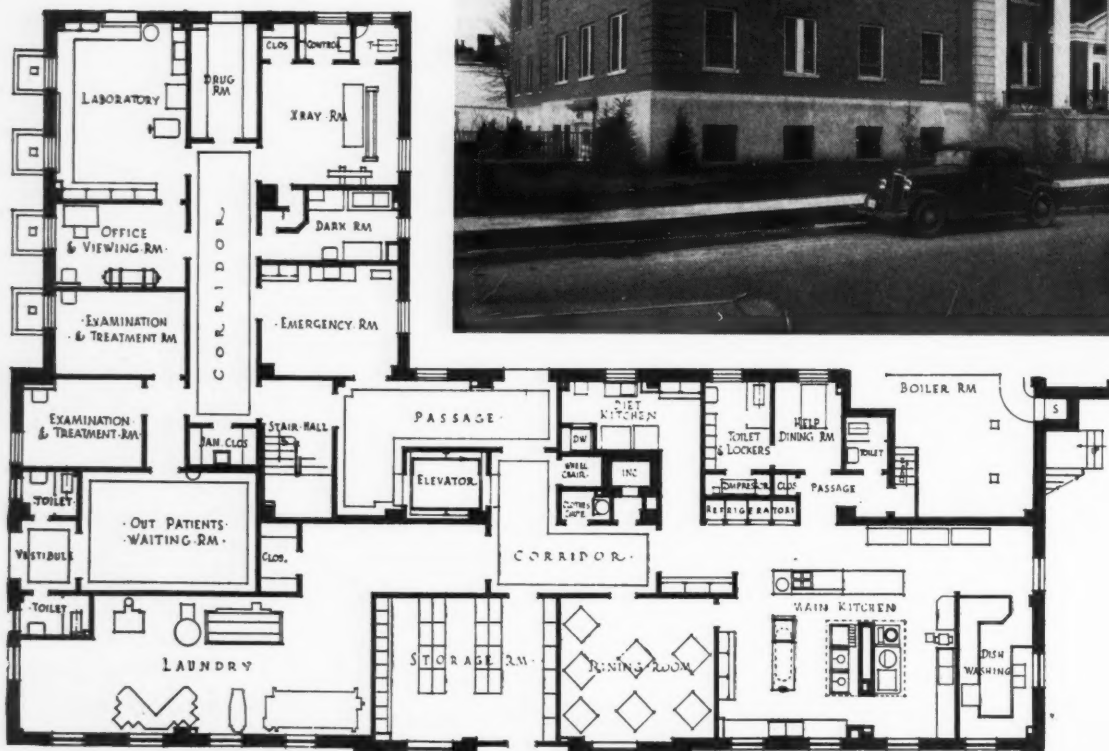 LABORATORY
DRUG
RM
CLOS
CONTROL
T
XRAY RM
DARK RM
OFFICE
& VIEWING RM
CORRIDOR
EXAMINATION
& TREATMENT RM
EMERGENCY RM
EXAMINATION
& TREATMENT RM
JAN. CLOS
STAIR HALL
PASSAGE
ELEVATOR
DIET
KITCHEN
DW
WHEEL
CHAIR
INC
CLOTHES
CHUTE
TOILET
& LOCKERS
HELP
DINING RM
COMPRESSOR
CLOS
REFRIGERATORS
TOILET
PASSAGE
BOILER RM
S
TOILET
OUT PATIENTS
WAITING RM
VESTIBULE
CLOS.
CORRIDOR
TOILET
LAUNDRY
STORAGE RM
DINING ROOM
MAIN KITCHEN
DISH
WASHING